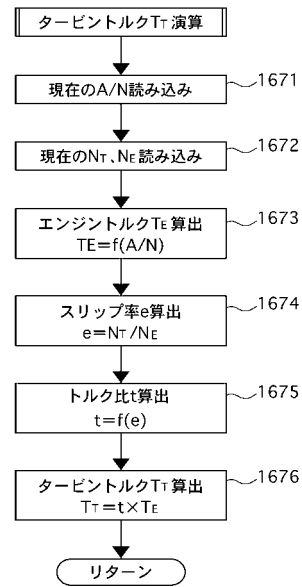 タービントルクTT演算
1671
現在のA/N読み込み
1672
現在のNT、NE読み込み
1673
エンジントルクTE算出
TE=f(A/N)
1674
スリップ率e算出
e=NT/NE
1675
トルク比t算出
t=f(e)
1676
タービントルクTT算出
TT=t×TE
リターン